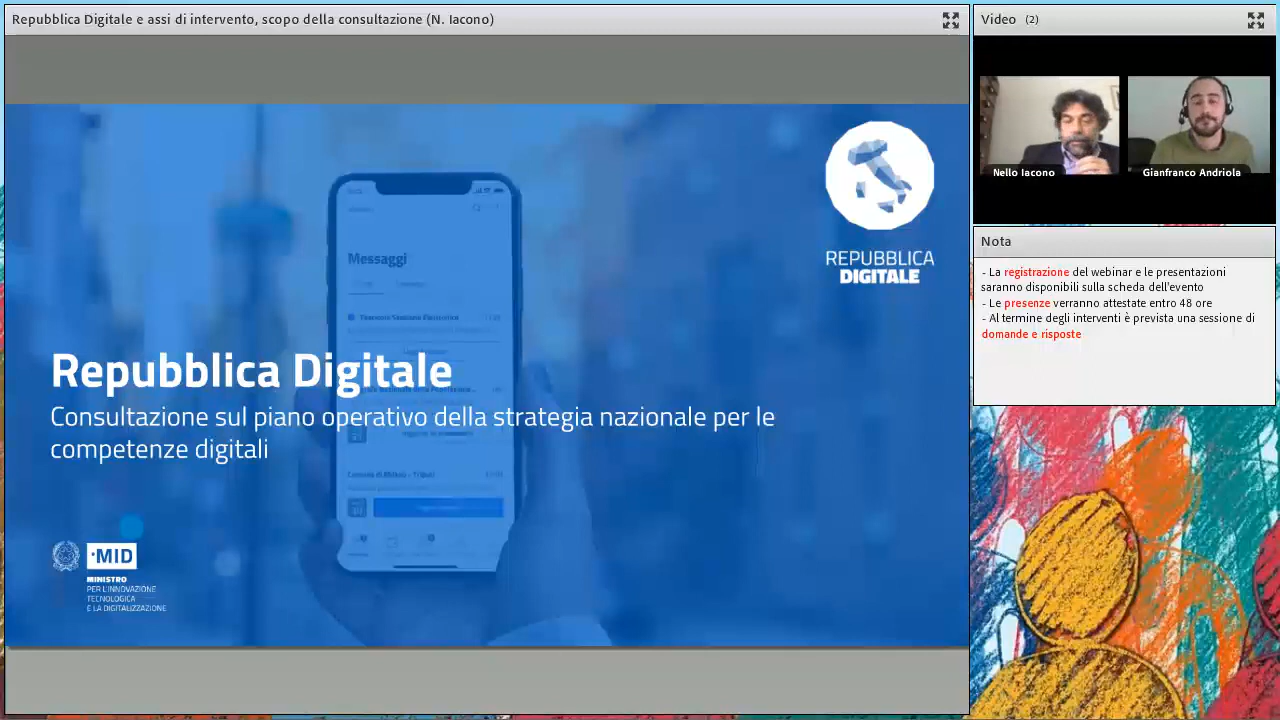 Repubblica Digitale e assi di intervento, scopo della consultazione (N. Iacono)
Video (2)
Nello Iacono
Gianfranco Andriola
Nota
- La registrazione del webinar e le presentazioni
saranno disponibili sulla scheda dell'evento
- Le presenze verranno attestate entro 48 ore
- Al termine degli interventi è prevista una sessione di
domande e risposte
REPUBBLICA
DIGITALE
Messaggi
Repubblica Digitale
Consultazione sul piano operativo della strategia nazionale per le
competenze digitali
MID
MINISTRO
PER L'INNOVAZIONE
TECNOLOGICA
E LA DIGITALIZZAZIONE